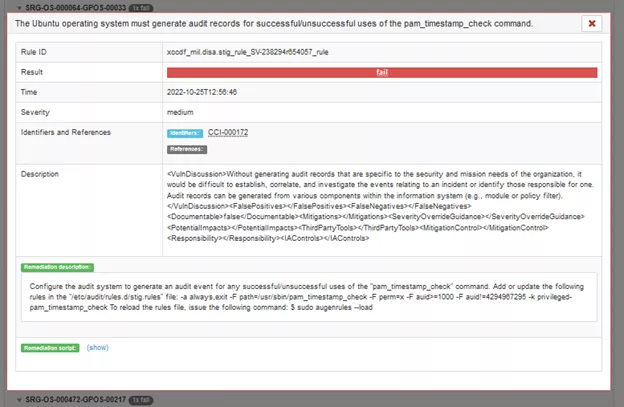 ▼ SRG-OS-000064-GPOS-00033 1x fail
The Ubuntu operating system must generate audit records for successful/unsuccessful uses of the pam_timestamp_check command.
Rule ID xccdf_mil.disa.stig_rule_SV-238294r654057_rule
Result fail
Time 2022-10-25T12:56:46
Severity medium
Identifiers and References Identifiers: CCI-000172
References:
Description <VulnDiscussion>Without generating audit records that are specific to the security and mission needs of the organization, it
would be difficult to establish, correlate, and investigate the events relating to an incident or identify those responsible for one.
Audit records can be generated from various components within the information system (e.g., module or policy filter).
</VulnDiscussion><FalsePositives></FalsePositives><FalseNegatives></FalseNegatives>
<Documentable>false</Documentable><Mitigations></Mitigations><SeverityOverrideGuidance></SeverityOverrideGuidance>
<PotentialImpacts></PotentialImpacts><ThirdPartyTools></ThirdPartyTools><MitigationControl></MitigationControl>
<Responsibility></Responsibility><IAControls></IAControls>
Remediation description:
Configure the audit system to generate an audit event for any successful/unsuccessful uses of the "pam_timestamp_check" command. Add or update the following
rules in the "/etc/audit/rules.d/stig.rules" file: -a always,exit -F path=/usr/sbin/pam_timestamp_check -F perm=x -F auid>=1000 -F auid!=4294967295 -k privileged-
pam_timestamp_check To reload the rules file, issue the following command: $ sudo augenrules --load
Remediation script: (show)
▼ SRG-OS-000472-GPOS-00217 1x fail